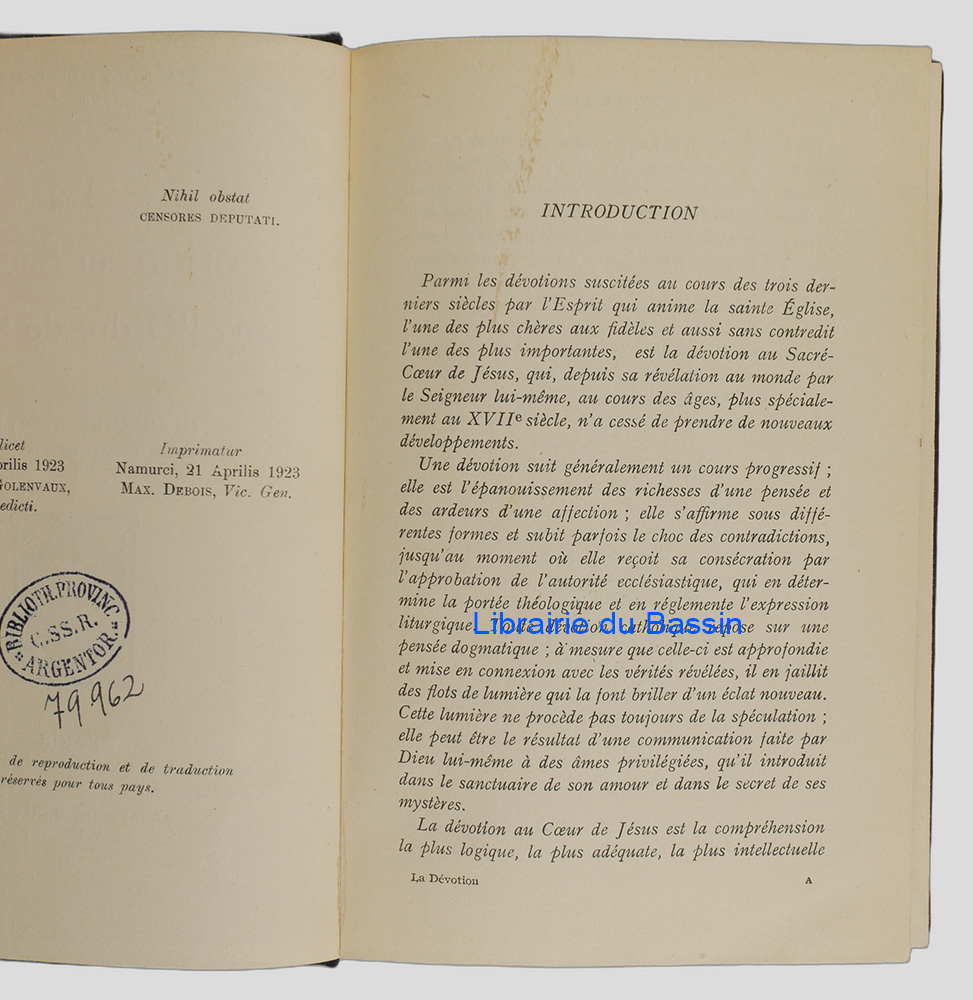 Nihil obstat
CENSORES DEPUTATI.
licet
prilis 1923
GOLENVAUX,
edicti.
Imprimatur
Namurci, 21 Aprilis 1923
MAX. DEBOIS, Vic. Gen.
BIBLIOTH. PROVINC.
C.SS.R.
ARGENTOR.
79962
de reproduction et de traduction
réservés pour tous pays.
INTRODUCTION
Parmi les dévotions suscitées au cours des trois der-
niers siècles par l'Esprit qui anime la sainte Église,
l'une des plus chères aux fidèles et aussi sans contredit
l'une des plus importantes, est la dévotion au Sacré-
Cœur de Jésus, qui, depuis sa révélation au monde par
le Seigneur lui-même, au cours des âges, plus spéciale-
ment au XVIIe siècle, n'a cessé de prendre de nouveaux
développements.
Une dévotion suit généralement un cours progressif ;
elle est l'épanouissement des richesses d'une pensée et
des ardeurs d'une affection ; elle s'affirme sous diffé-
rentes formes et subit parfois le choc des contradictions,
jusqu'au moment où elle reçoit sa consécration par
l'approbation de l'autorité ecclésiastique, qui en déter-
mine la portée théologique et en réglemente l'expression
liturgique. Toute dévotion catholique repose sur une
pensée dogmatique ; à mesure que celle-ci est approfondie
et mise en connexion avec les vérités révélées, il en jaillit
des flots de lumière qui la font briller d'un éclat nouveau.
Cette lumière ne procède pas toujours de la spéculation ;
elle peut être le résultat d'une communication faite par
Dieu lui-même à des âmes privilégiées, qu'il introduit
dans le sanctuaire de son amour et dans le secret de ses
mystères.
La dévotion au Cœur de Jésus est la compréhension
la plus logique, la plus adéquate, la plus intellectuelle
La Dévotion A
Librairie du Bassin